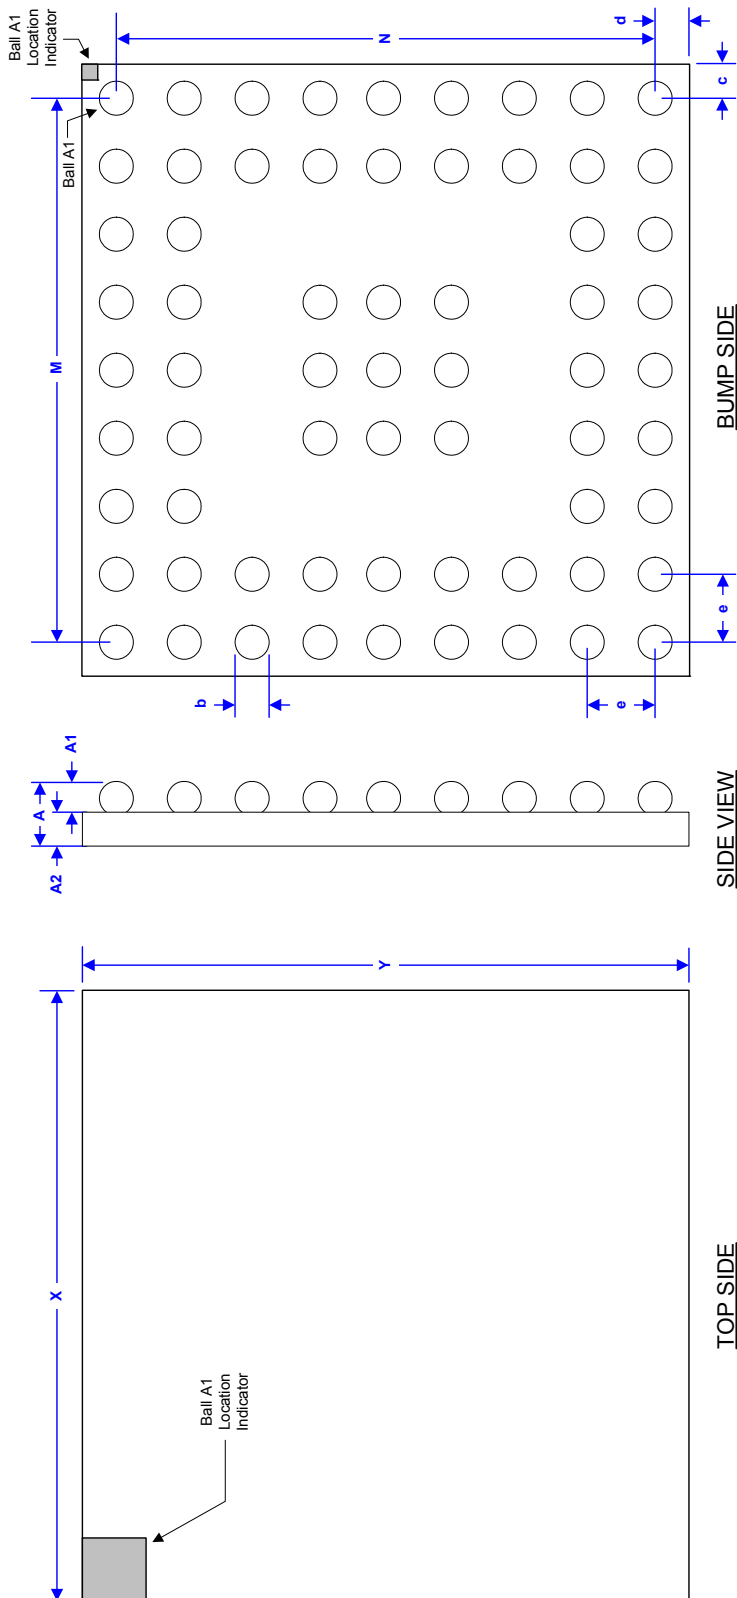 Ball A1
Location
Indicator
Ball A1
N
d
c
M
e
e
b
BUMP SIDE
A1
A
A2
SIDE VIEW
X
Y
Ball A1
Location
Indicator
TOP SIDE